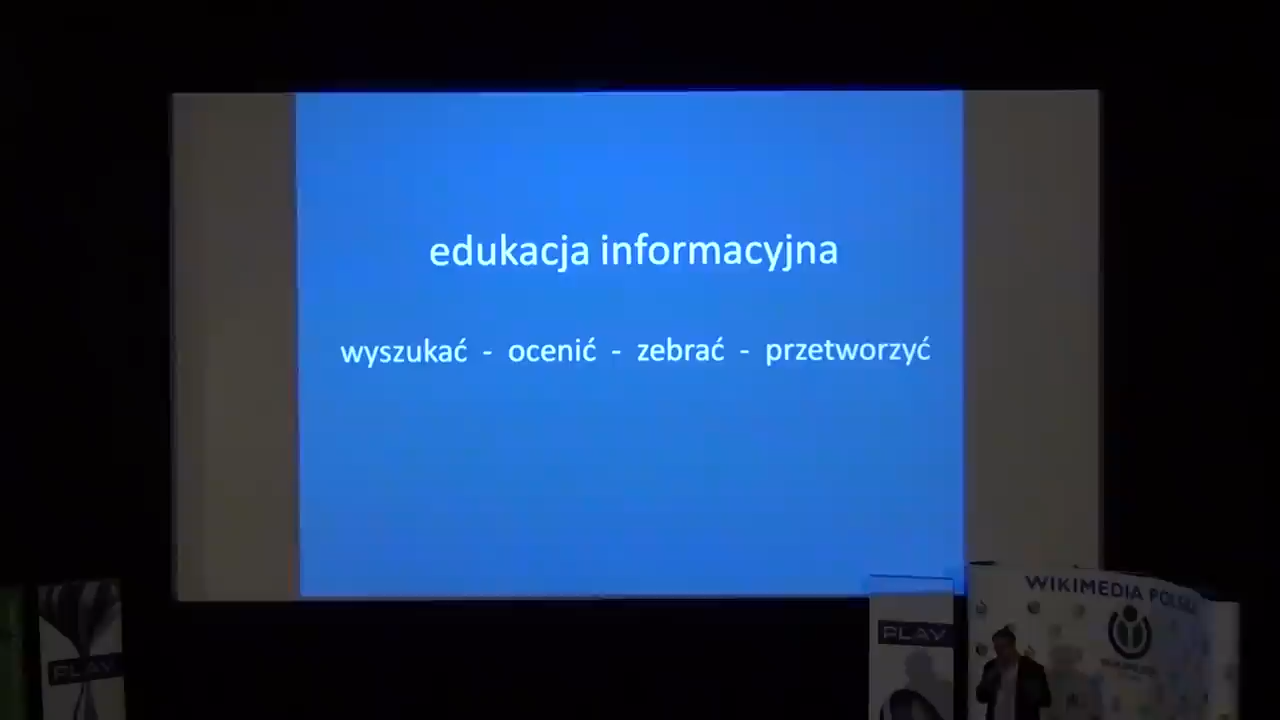 edukacja informacyjna
wyszukać - ocenić - zebrać - przetworzyć
WIKIMEDIA POLSKA
PLAY
PLAY